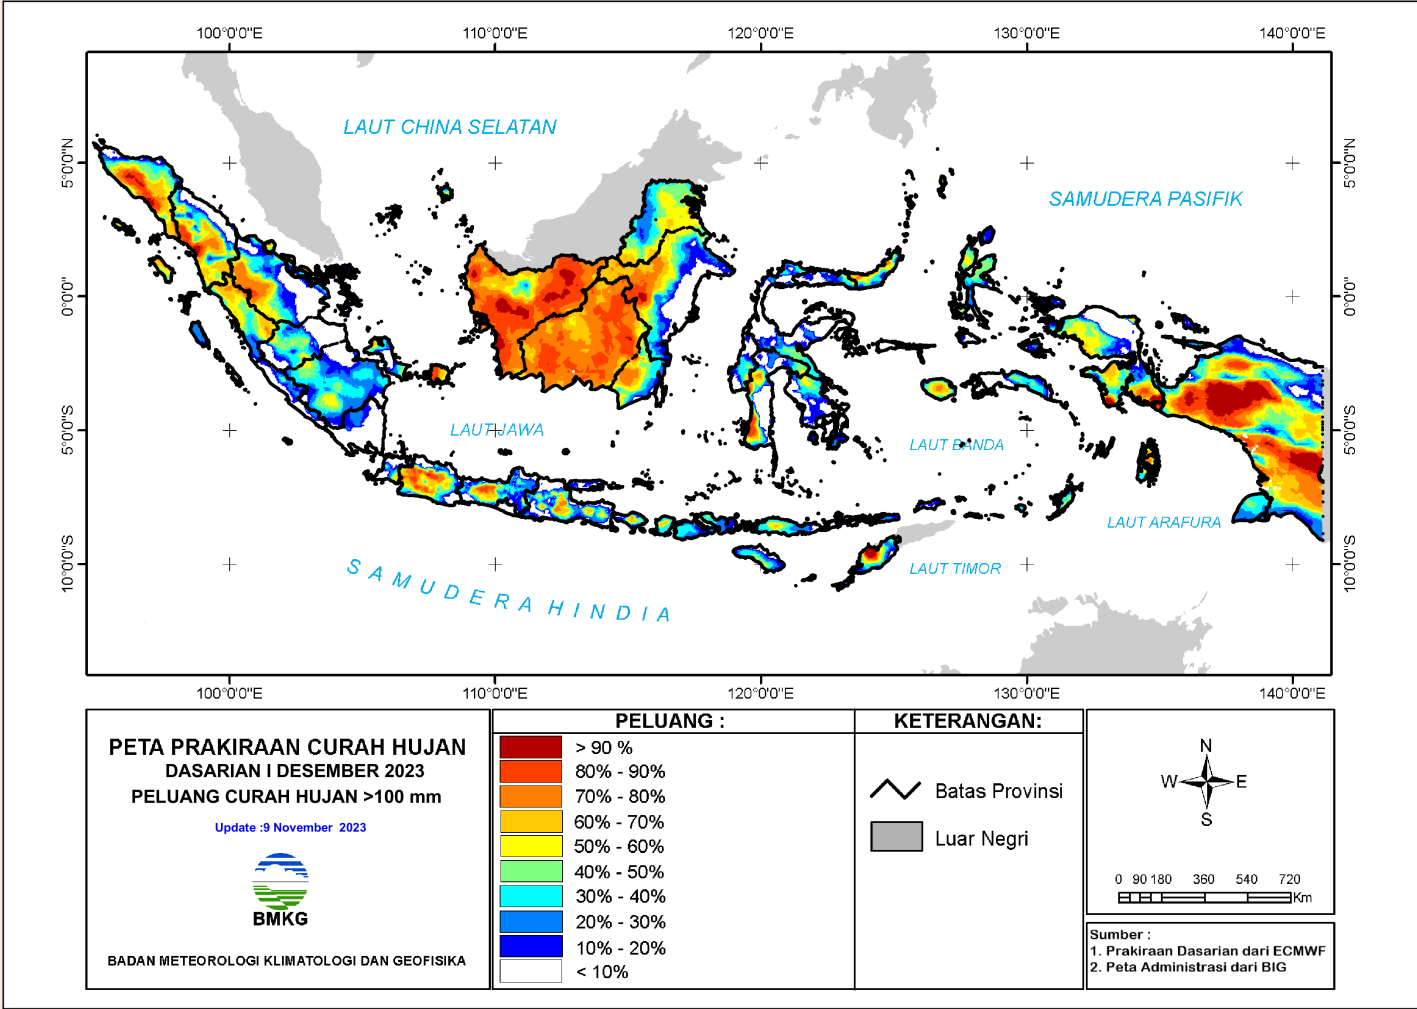 100°0'0"E 110°0'0"E 120°0'0"E 130°0'0"E 140°0'0"E
LAUT CHINA SELATAN
5°0'0"N 5°0'0"N
SAMUDERA PASIFIK
0°0'0" 0°0'0"
LAUT JAWA
5°0'0"S 5°0'0"S
LAUT BANDA
LAUT ARAFURA
10°0'0"S 10°0'0"S
LAUT TIMOR
SAMUDERA HINDIA
100°0'0"E 110°0'0"E 120°0'0"E 130°0'0"E 140°0'0"E
PETA PRAKIRAAN CURAH HUJAN
DASARIAN I DESEMBER 2023
PELUANG CURAH HUJAN >100 mm
Update :9 November 2023
BMKG
BADAN METEOROLOGI KLIMATOLOGI DAN GEOFISIKA
PELUANG :
> 90 %
80% - 90%
70% - 80%
60% - 70%
50% - 60%
40% - 50%
30% - 40%
20% - 30%
10% - 20%
< 10%
KETERANGAN:
Batas Provinsi
Luar Negri
N
W E
S
0 90 180 360 540 720
Km
Sumber :
1. Prakiraan Dasarian dari ECMWF
2. Peta Administrasi dari BIG